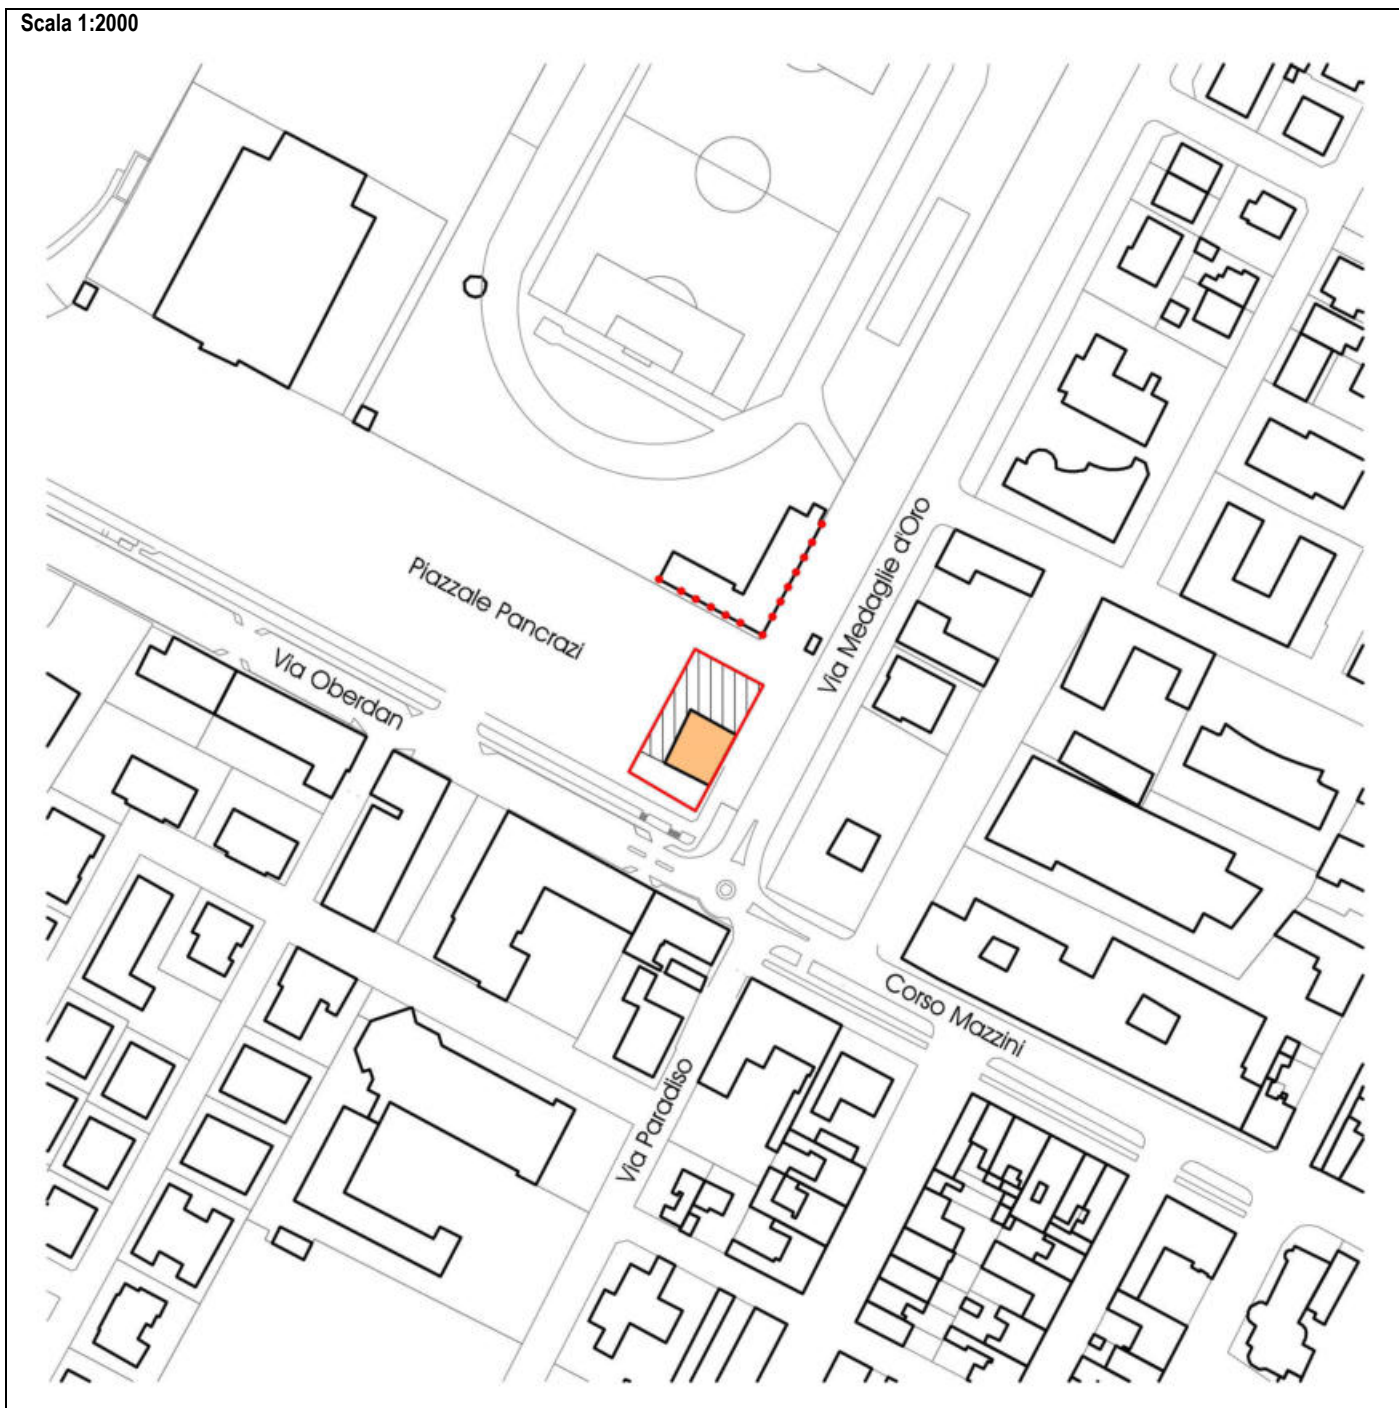 Scala 1:2000
Via Medaglie d'Oro
Piazzale Pancrazi
Via Oberdan
Corso Mazzini
Via Paradiso